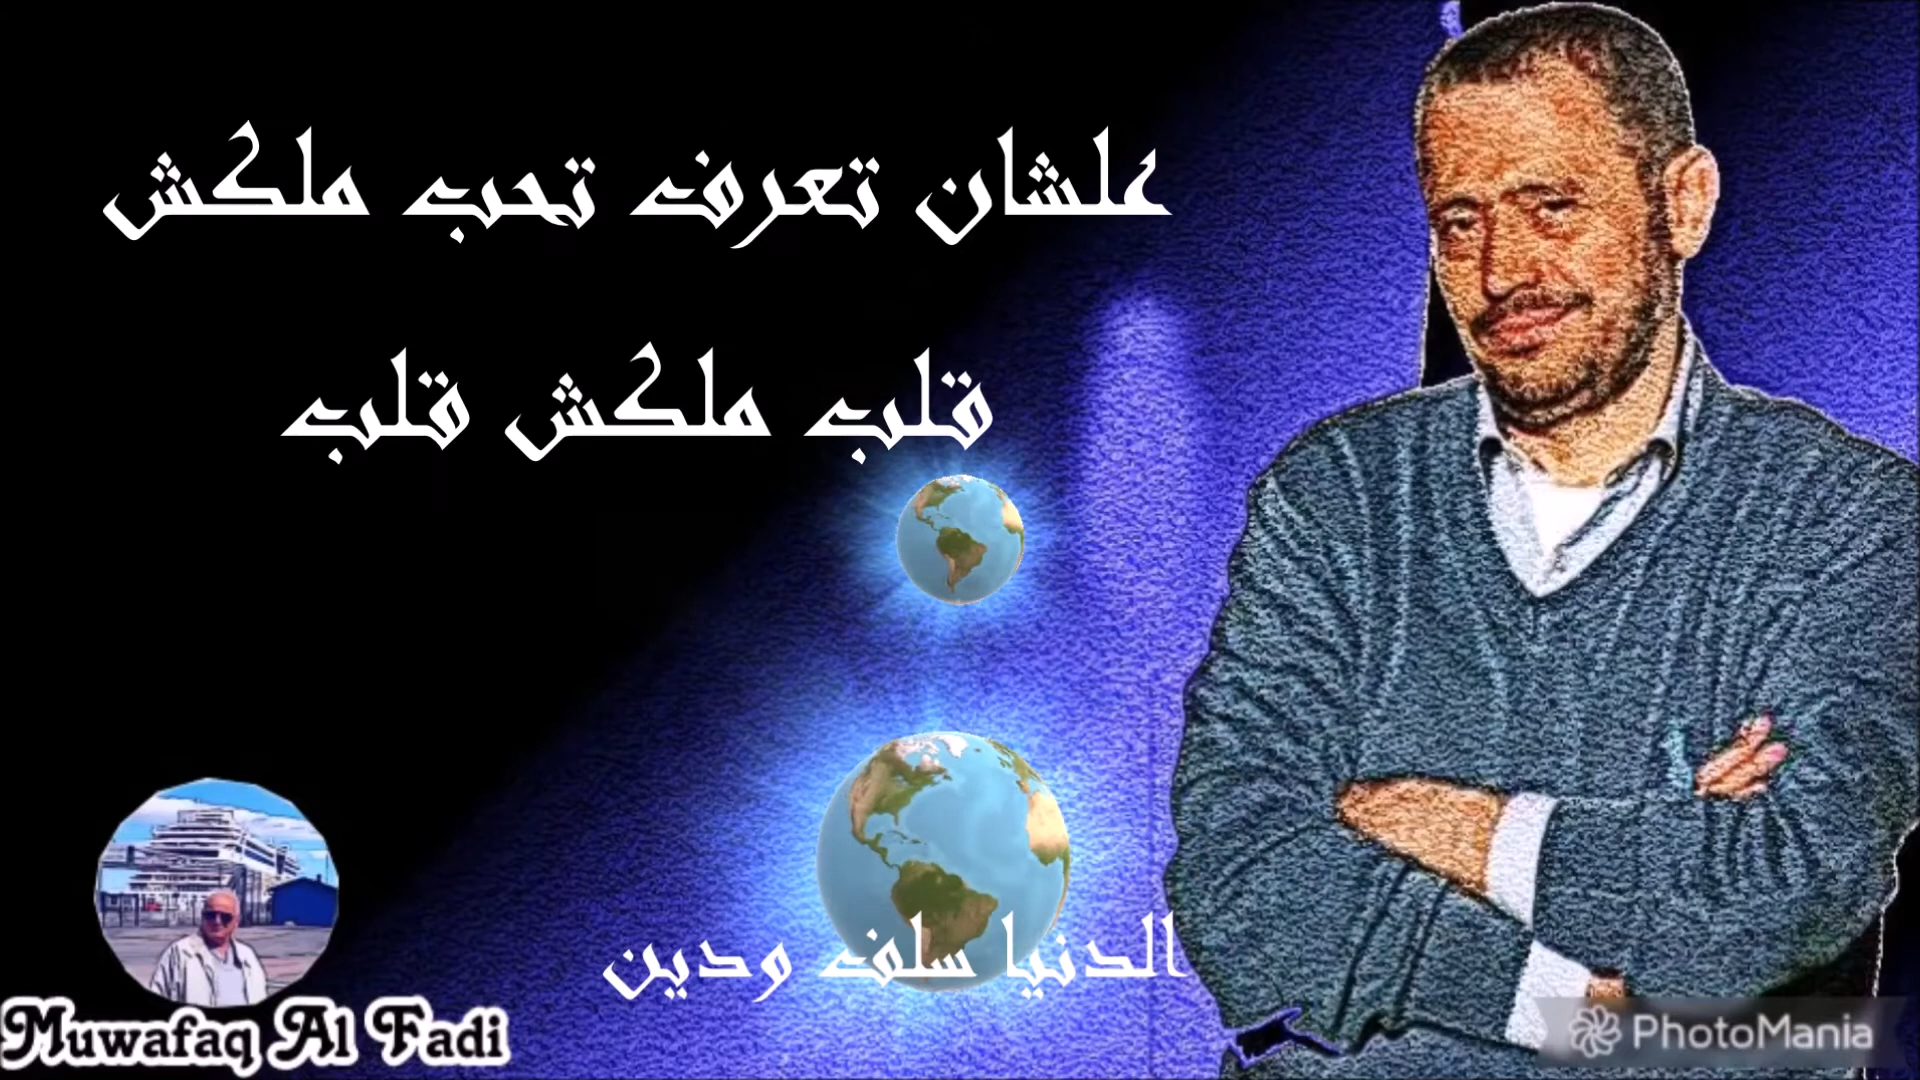 علشان تعرف تحب ملكش
قلب ملكش قلب
الدنيا سلف ودين
Muwafaq Al Fadi
PhotoMania